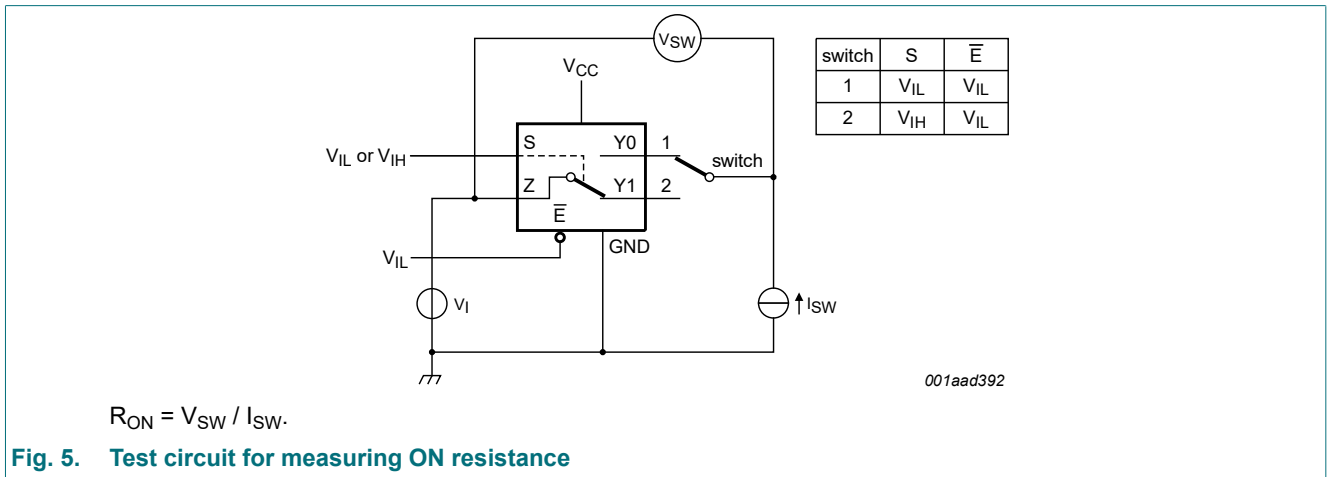 VSW
VCC
switch S E̅
1 VIL VIL
2 VIH VIL
S Y0 1
VIL or VIH
switch
Z Y1 2
E̅
GND
VIL
VI
ISW
001aad392
RON = VSW / ISW.
Fig. 5. Test circuit for measuring ON resistance